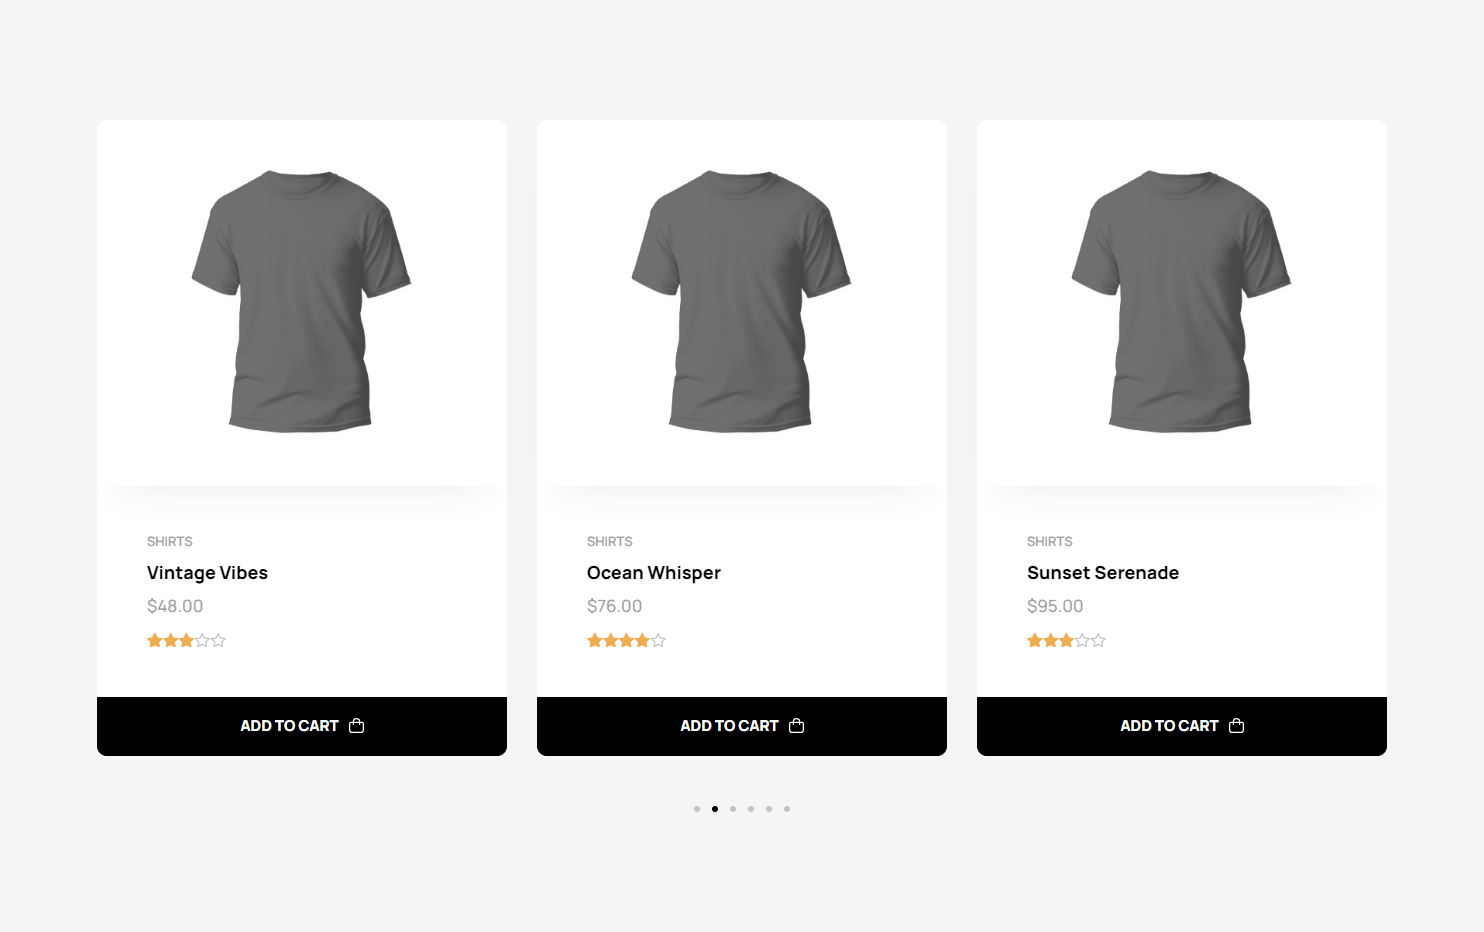 SHIRTS
Vintage Vibes
$48.00
ADD TO CART
SHIRTS
Ocean Whisper
$76.00
ADD TO CART
SHIRTS
Sunset Serenade
$95.00
ADD TO CART